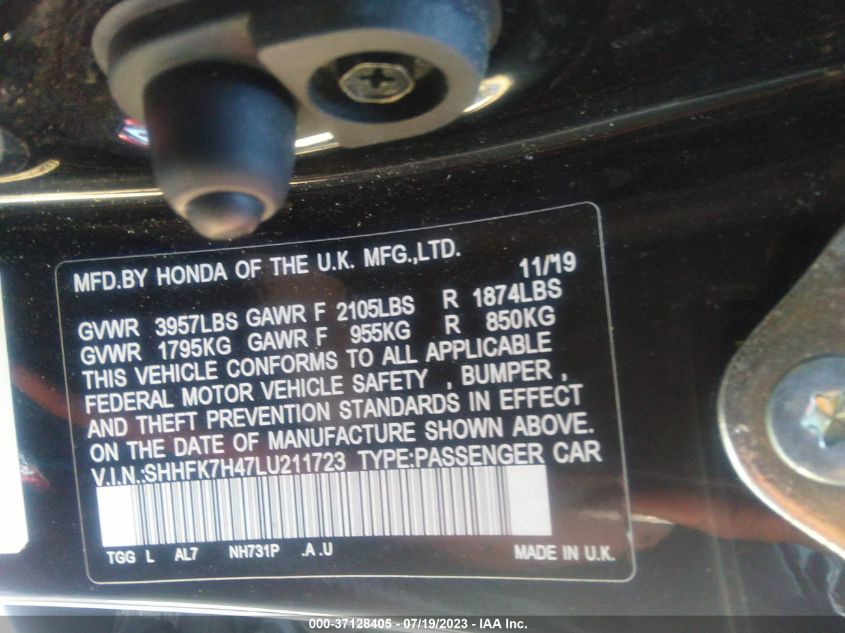 MFD.BY HONDA OF THE U.K. MFG.,LTD. 11/19
GVWR 3957LBS GAWR F 2105LBS R 1874LBS
GVWR 1795KG GAWR F 955KG R 850KG
THIS VEHICLE CONFORMS TO ALL APPLICABLE
FEDERAL MOTOR VEHICLE SAFETY , BUMPER ,
AND THEFT PREVENTION STANDARDS IN EFFECT
ON THE DATE OF MANUFACTURE SHOWN ABOVE.
V.I.N.:SHHFK7H47LU211723 TYPE:PASSENGER CAR
TGG L AL7 NH731P .A .U MADE IN U.K.
000-37128405 - 07/19/2023 - IAA Inc.